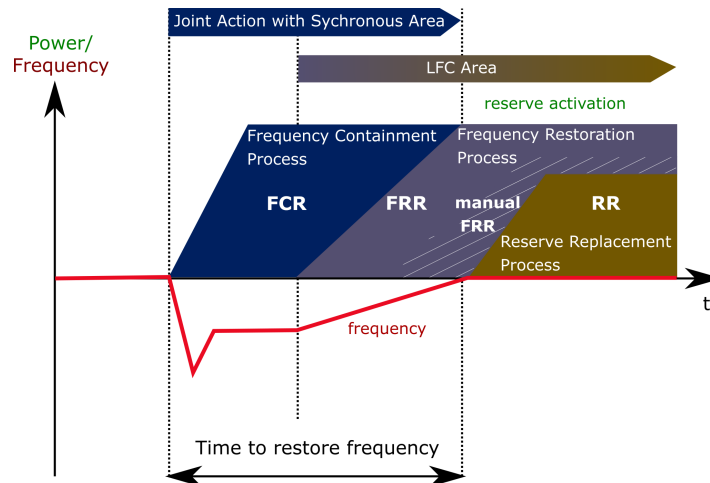 Joint Action with Sychronous Area
Power/
Frequency
LFC Area
reserve activation
Frequency Containment
Process
Frequency Restoration
Process
FCR
FRR
manual
FRR
RR
Reserve Replacement
Process
t
frequency
Time to restore frequency